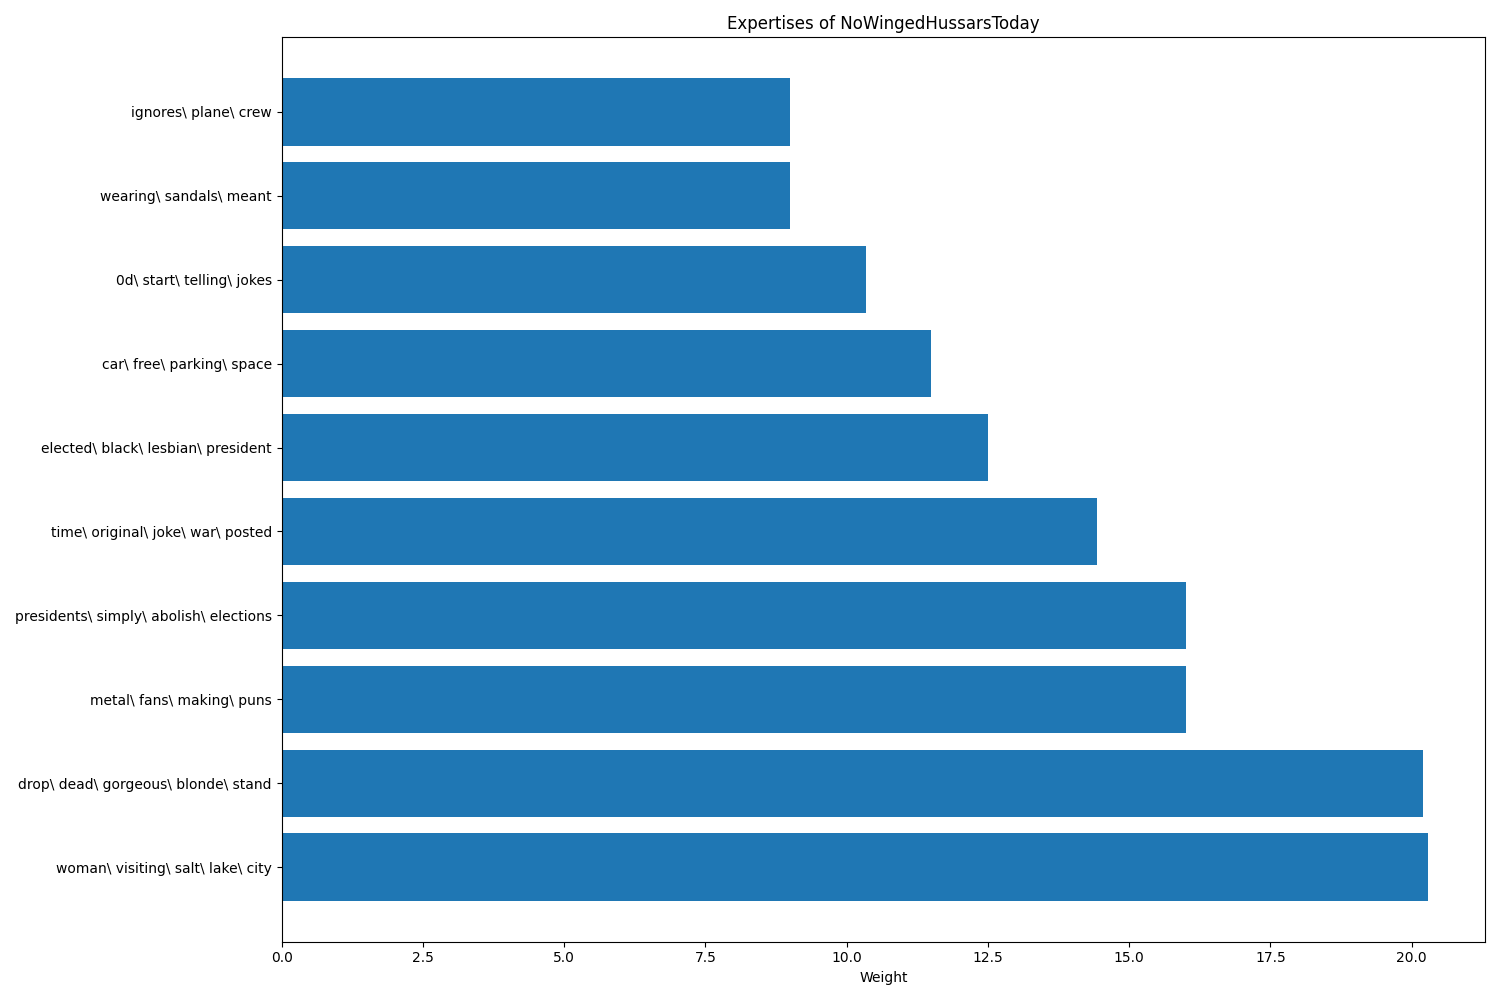 Expertises of NoWingedHussarsToday
ignores\ plane\ crew
wearing\ sandals\ meant
0d\ start\ telling\ jokes
car\ free\ parking\ space
elected\ black\ lesbian\ president
time\ original\ joke\ war\ posted
presidents\ simply\ abolish\ elections
metal\ fans\ making\ puns
drop\ dead\ gorgeous\ blonde\ stand
woman\ visiting\ salt\ lake\ city
0.0 2.5 5.0 7.5 10.0 12.5 15.0 17.5 20.0
Weight